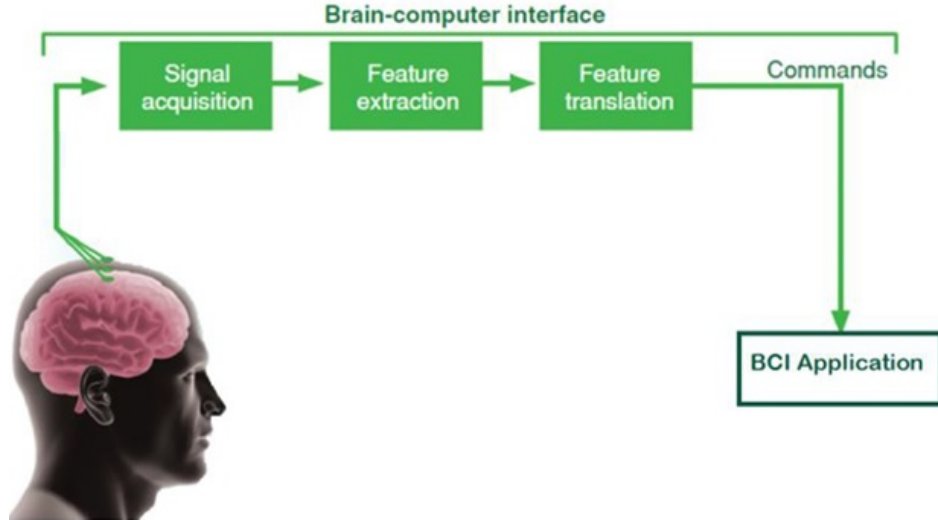 Brain-computer interface
Signal
acquisition
Feature
extraction
Feature
translation
Commands
BCI Application